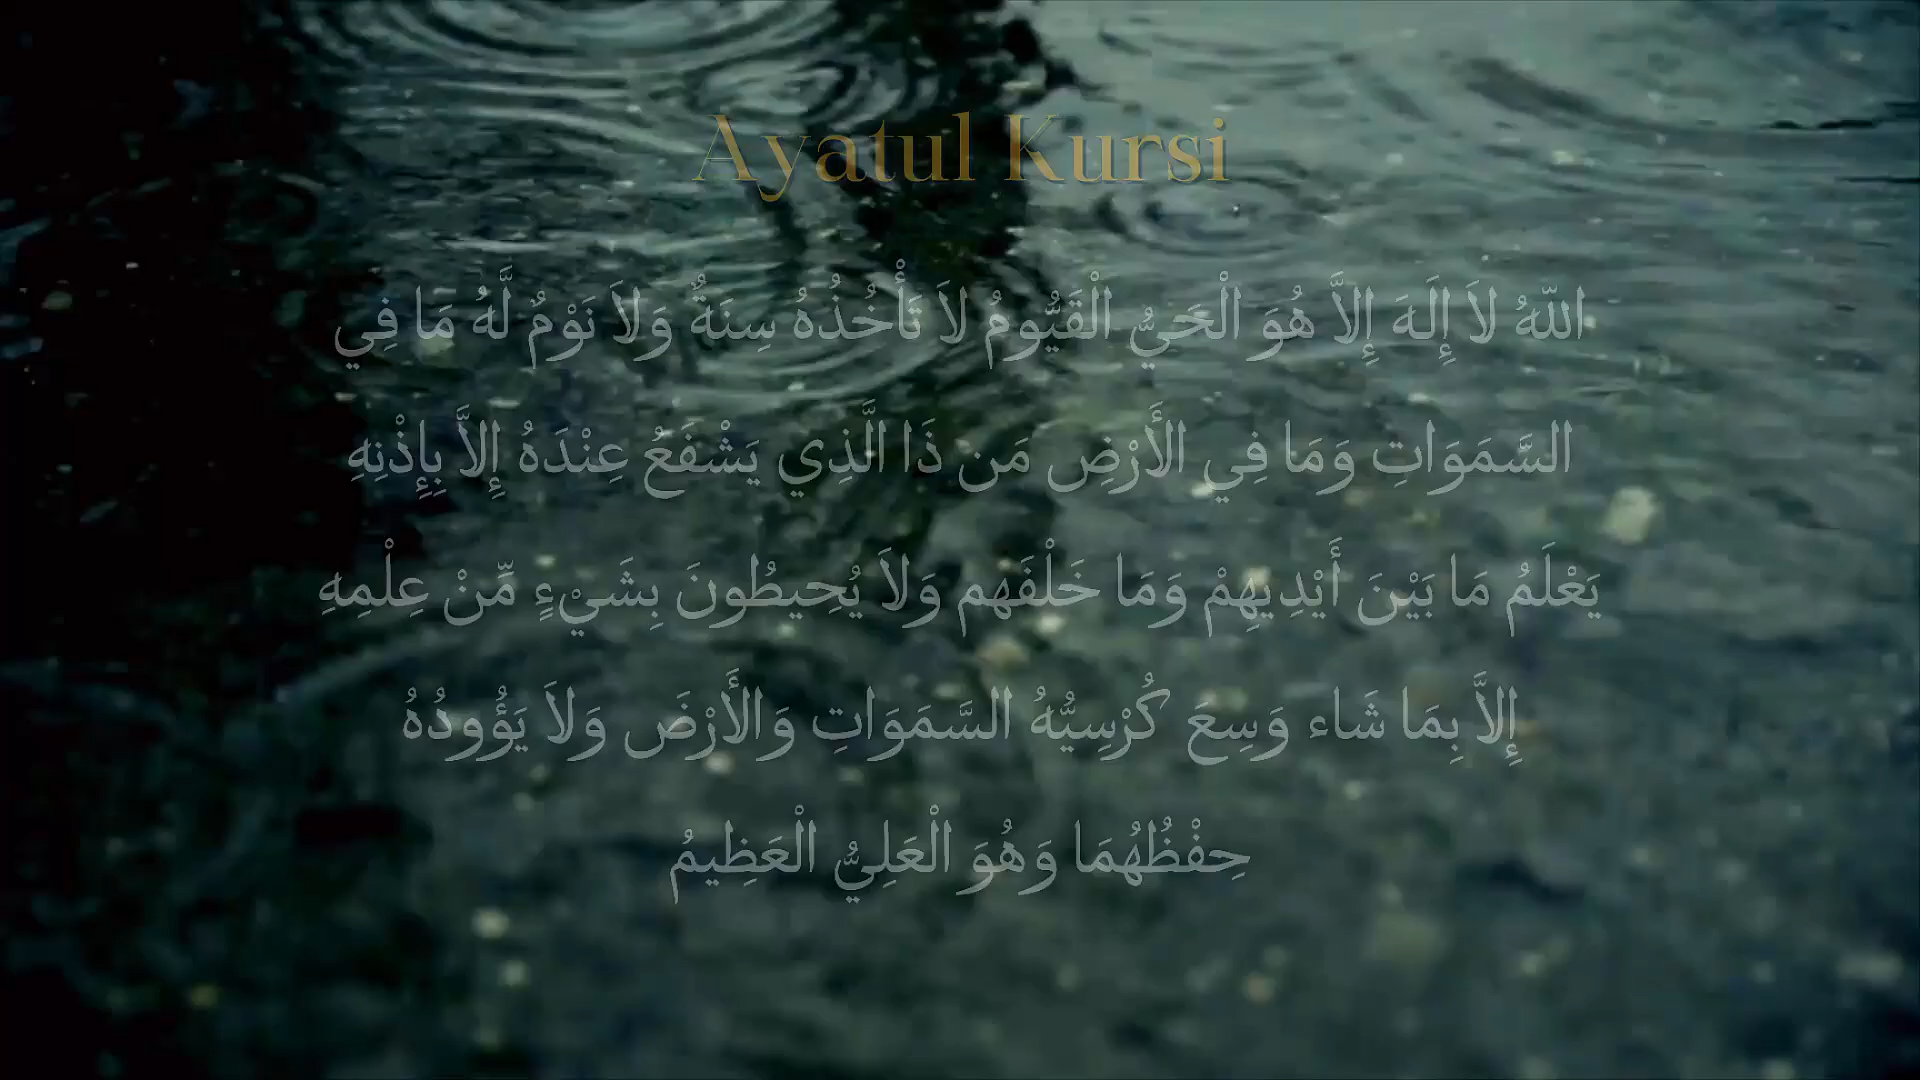 Ayatul Kursi
اللّهُ لاَ إِلَهَ إِلاَّ هُوَ الْحَيُّ الْقَيُّومُ لاَ تَأْخُذُهُ سِنَةٌ وَلاَ نَوْمٌ لَّهُ مَا فِي
السَّمَوَاتِ وَمَا فِي الأَرْضِ مَن ذَا الَّذِي يَشْفَعُ عِنْدَهُ إِلاَّ بِإِذْنِهِ
يَعْلَمُ مَا بَيْنَ أَيْدِيهِمْ وَمَا خَلْفَهم وَلاَ يُحِيطُونَ بِشَيْءٍ مِّنْ عِلْمِهِ
إِلاَّ بِمَا شَاء وَسِعَ كُرْسِيُّهُ السَّمَوَاتِ وَالأَرْضَ وَلاَ يَؤُودُهُ
حِفْظُهُمَا وَهُوَ الْعَلِيُّ الْعَظِيمُ